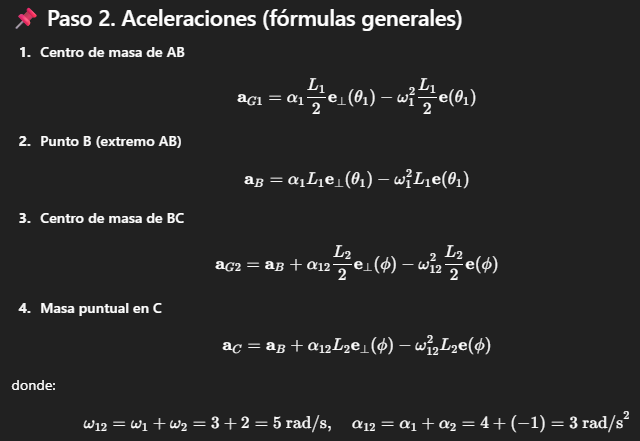 📌 Paso 2. Aceleraciones (fórmulas generales)
1. Centro de masa de AB
a_{G1} = α_1 \frac{L_1}{2} e_⊥(θ_1) − ω_1^2 \frac{L_1}{2} e(θ_1)
2. Punto B (extremo AB)
a_B = α_1 L_1 e_⊥(θ_1) − ω_1^2 L_1 e(θ_1)
3. Centro de masa de BC
a_{G2} = a_B + α_{12} \frac{L_2}{2} e_⊥(ϕ) − ω_{12}^2 \frac{L_2}{2} e(ϕ)
4. Masa puntual en C
a_C = a_B + α_{12} L_2 e_⊥(ϕ) − ω_{12}^2 L_2 e(ϕ)
donde:
ω_{12} = ω_1 + ω_2 = 3 + 2 = 5 rad/s, α_{12} = α_1 + α_2 = 4 + (−1) = 3 rad/s^2